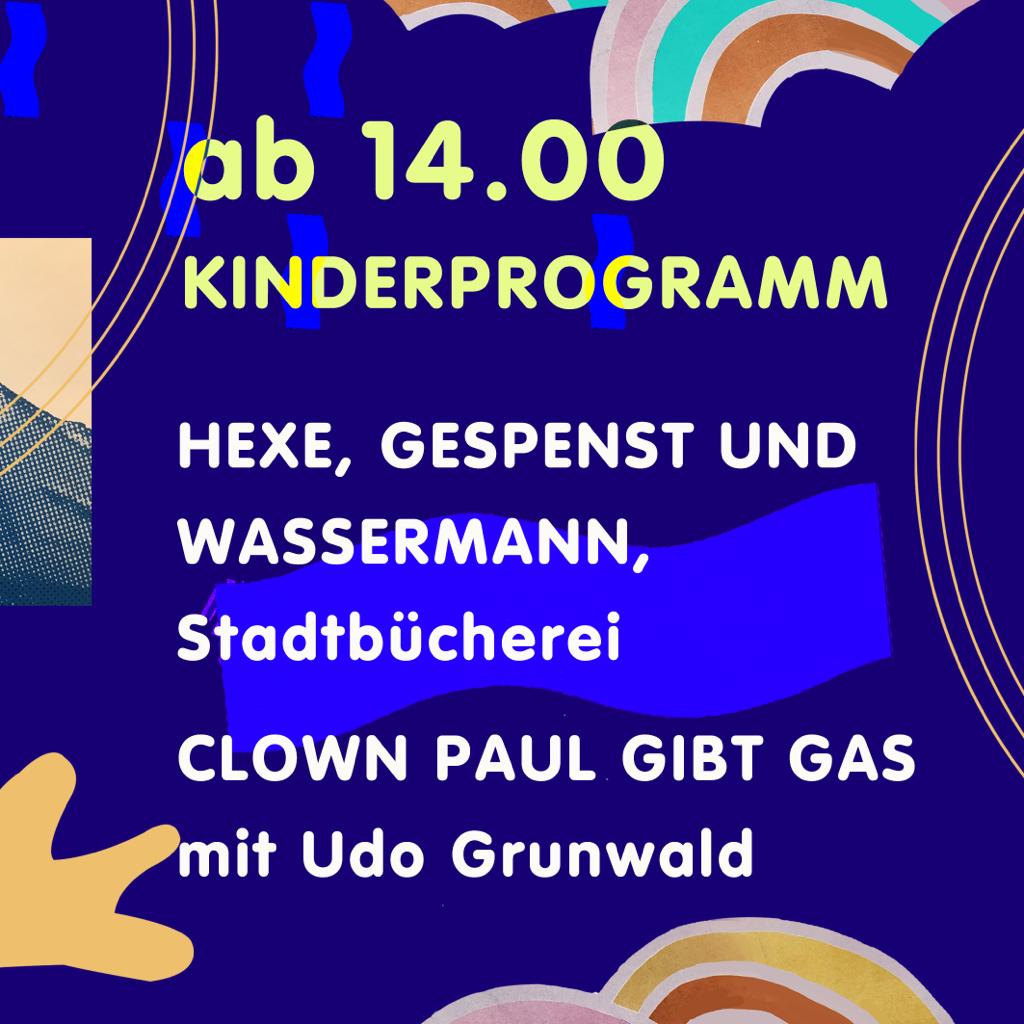 ab 14.00
KINDERPROGRAMM
HEXE, GESPENST UND
WASSERMANN,
Stadtbücherei
CLOWN PAUL GIBT GAS
mit Udo Grunwald